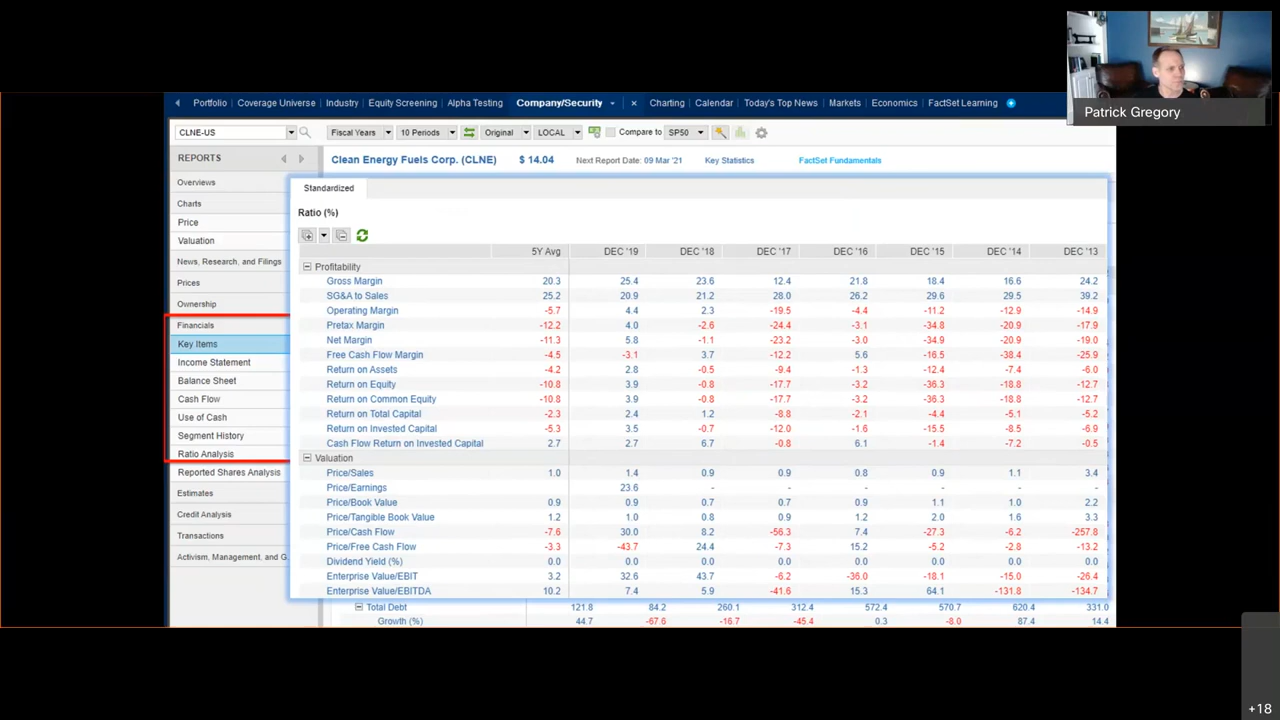 Patrick Gregory
Portfolio Coverage Universe Industry Equity Screening Alpha Testing Company/Security × Charting Calendar Today's Top News Markets Economics FactSet Learning
CLNE-US Fiscal Years 10 Periods Original LOCAL Compare to SP50
REPORTS Clean Energy Fuels Corp. (CLNE) $ 14.04 Next Report Date: 09 Mar '21 Key Statistics FactSet Fundamentals
Overviews
Charts
Price
Valuation
News, Research, and Filings
Prices
Ownership
Financials
Key Items
Income Statement
Balance Sheet
Cash Flow
Use of Cash
Segment History
Ratio Analysis
Reported Shares Analysis
Estimates
Credit Analysis
Transactions
Activism, Management, and G
Standardized
Ratio (%)
5Y Avg DEC '19 DEC '18 DEC '17 DEC '16 DEC '15 DEC '14 DEC '13
Profitability
Gross Margin 20.3 25.4 23.6 12.4 21.8 18.4 16.6 24.2
SG&A to Sales 25.2 20.9 21.2 28.0 26.2 29.6 29.5 39.2
Operating Margin -5.7 4.4 2.3 -19.5 -4.4 -11.2 -12.9 -14.9
Pretax Margin -12.2 4.0 -2.6 -24.4 -3.1 -34.8 -20.9 -17.9
Net Margin -11.3 5.8 -1.1 -23.2 -3.0 -34.9 -20.9 -19.0
Free Cash Flow Margin -4.5 -3.1 3.7 -12.2 5.6 -16.5 -38.4 -25.9
Return on Assets -4.2 2.8 -0.5 -9.4 -1.3 -12.4 -7.4 -6.0
Return on Equity -10.8 3.9 -0.8 -17.7 -3.2 -36.3 -18.8 -12.7
Return on Common Equity -10.8 3.9 -0.8 -17.7 -3.2 -36.3 -18.8 -12.7
Return on Total Capital -2.3 2.4 1.2 -8.8 -2.1 -4.4 -5.1 -5.2
Return on Invested Capital -5.3 3.5 -0.7 -12.0 -1.6 -15.5 -8.5 -6.9
Cash Flow Return on Invested Capital 2.7 2.7 6.7 -0.8 6.1 -1.4 -7.2 -0.5
Valuation
Price/Sales 1.0 1.4 0.9 0.9 0.8 0.9 1.1 3.4
Price/Earnings 23.6 - - - - - -
Price/Book Value 0.9 0.9 0.7 0.7 0.9 1.1 1.0 2.2
Price/Tangible Book Value 1.2 1.0 0.8 0.9 1.2 2.0 1.6 3.3
Price/Cash Flow -7.6 30.0 8.2 -56.3 7.4 -27.3 -6.2 -257.8
Price/Free Cash Flow -3.3 -43.7 24.4 -7.3 15.2 -5.2 -2.8 -13.2
Dividend Yield (%) 0.0 0.0 0.0 0.0 0.0 0.0 0.0 0.0
Enterprise Value/EBIT 3.2 32.6 43.7 -6.2 -36.0 -18.1 -15.0 -26.4
Enterprise Value/EBITDA 10.2 7.4 5.9 -41.6 15.3 64.1 -131.8 -134.7
Total Debt 121.8 84.2 260.1 312.4 572.4 570.7 620.4 331.0
Growth (%) 44.7 -67.6 -16.7 -45.4 0.3 -8.0 87.4 14.4
+18